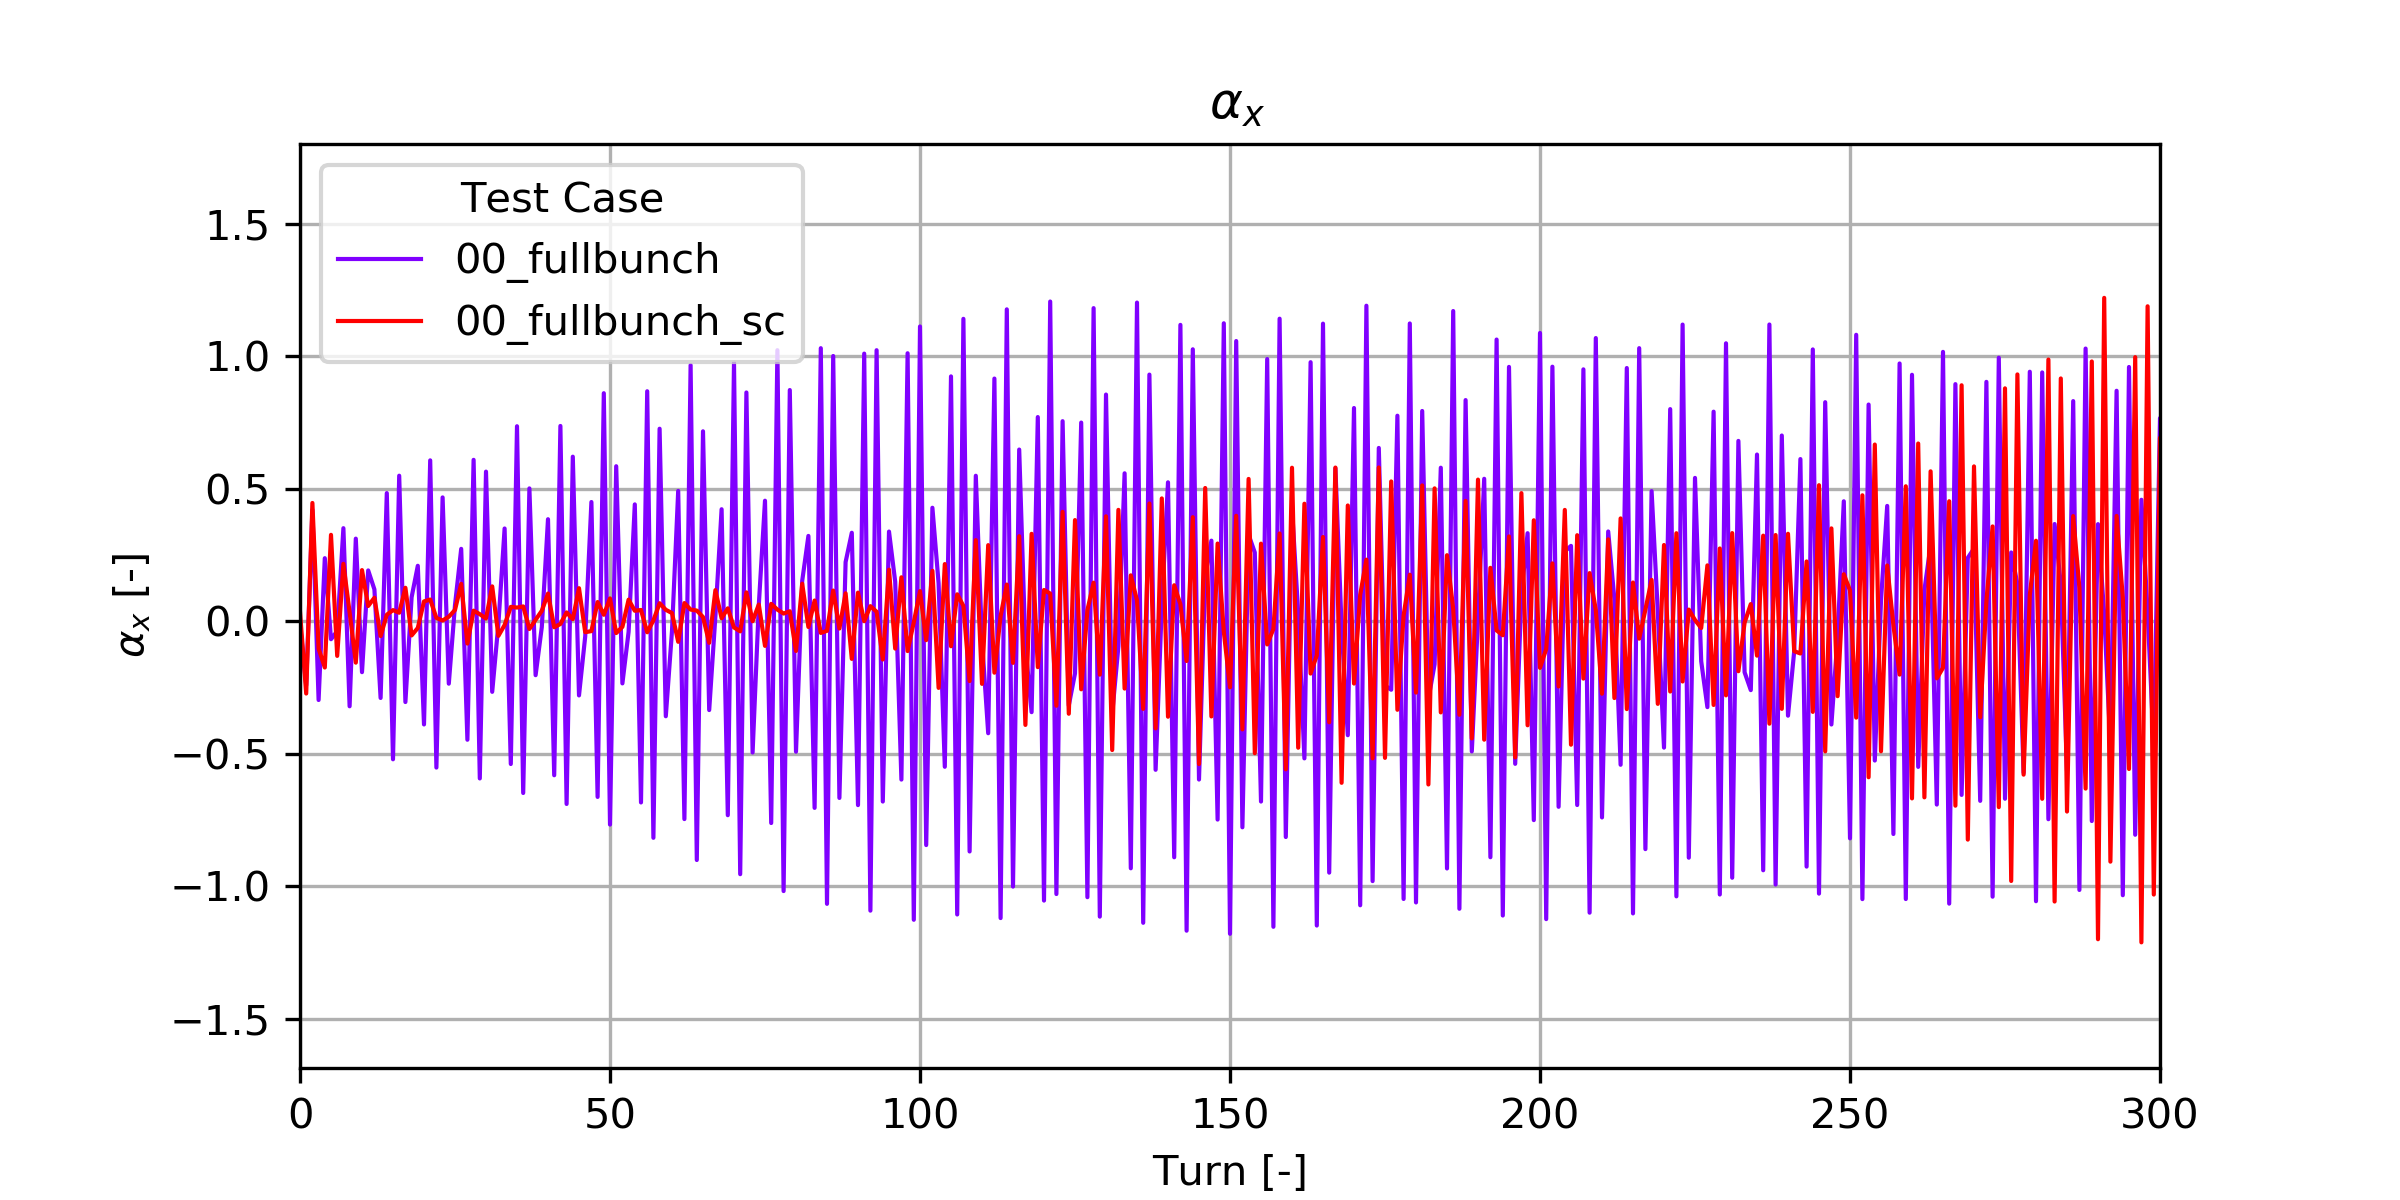 αx
Test Case
00_fullbunch
00_fullbunch_sc
αx [-]
1.5
1.0
0.5
0.0
−0.5
−1.0
−1.5
0 50 100 150 200 250 300
Turn [-]